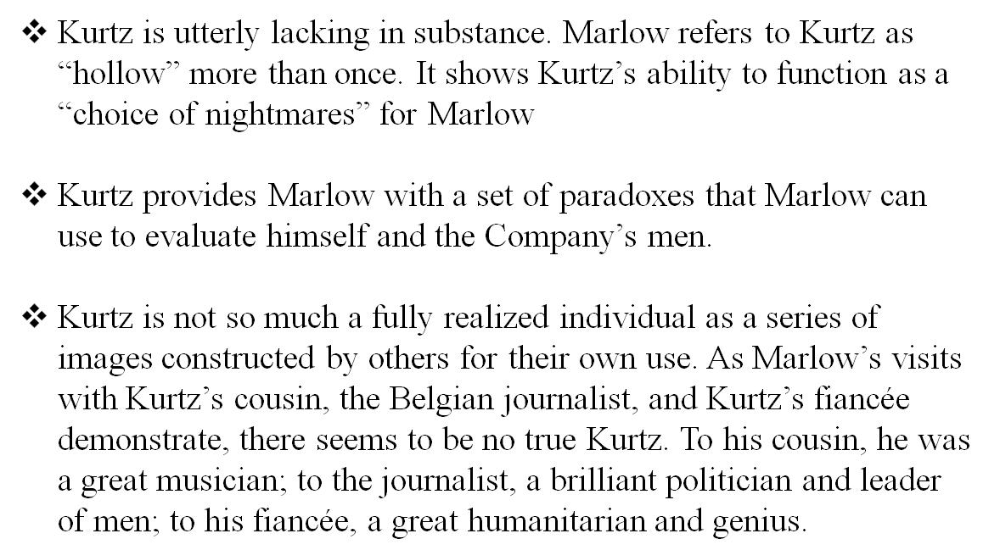 ❖ Kurtz is utterly lacking in substance. Marlow refers to Kurtz as
“hollow” more than once. It shows Kurtz’s ability to function as a
“choice of nightmares” for Marlow
❖ Kurtz provides Marlow with a set of paradoxes that Marlow can
use to evaluate himself and the Company’s men.
❖ Kurtz is not so much a fully realized individual as a series of
images constructed by others for their own use. As Marlow’s visits
with Kurtz’s cousin, the Belgian journalist, and Kurtz’s fiancée
demonstrate, there seems to be no true Kurtz. To his cousin, he was
a great musician; to the journalist, a brilliant politician and leader
of men; to his fiancée, a great humanitarian and genius.